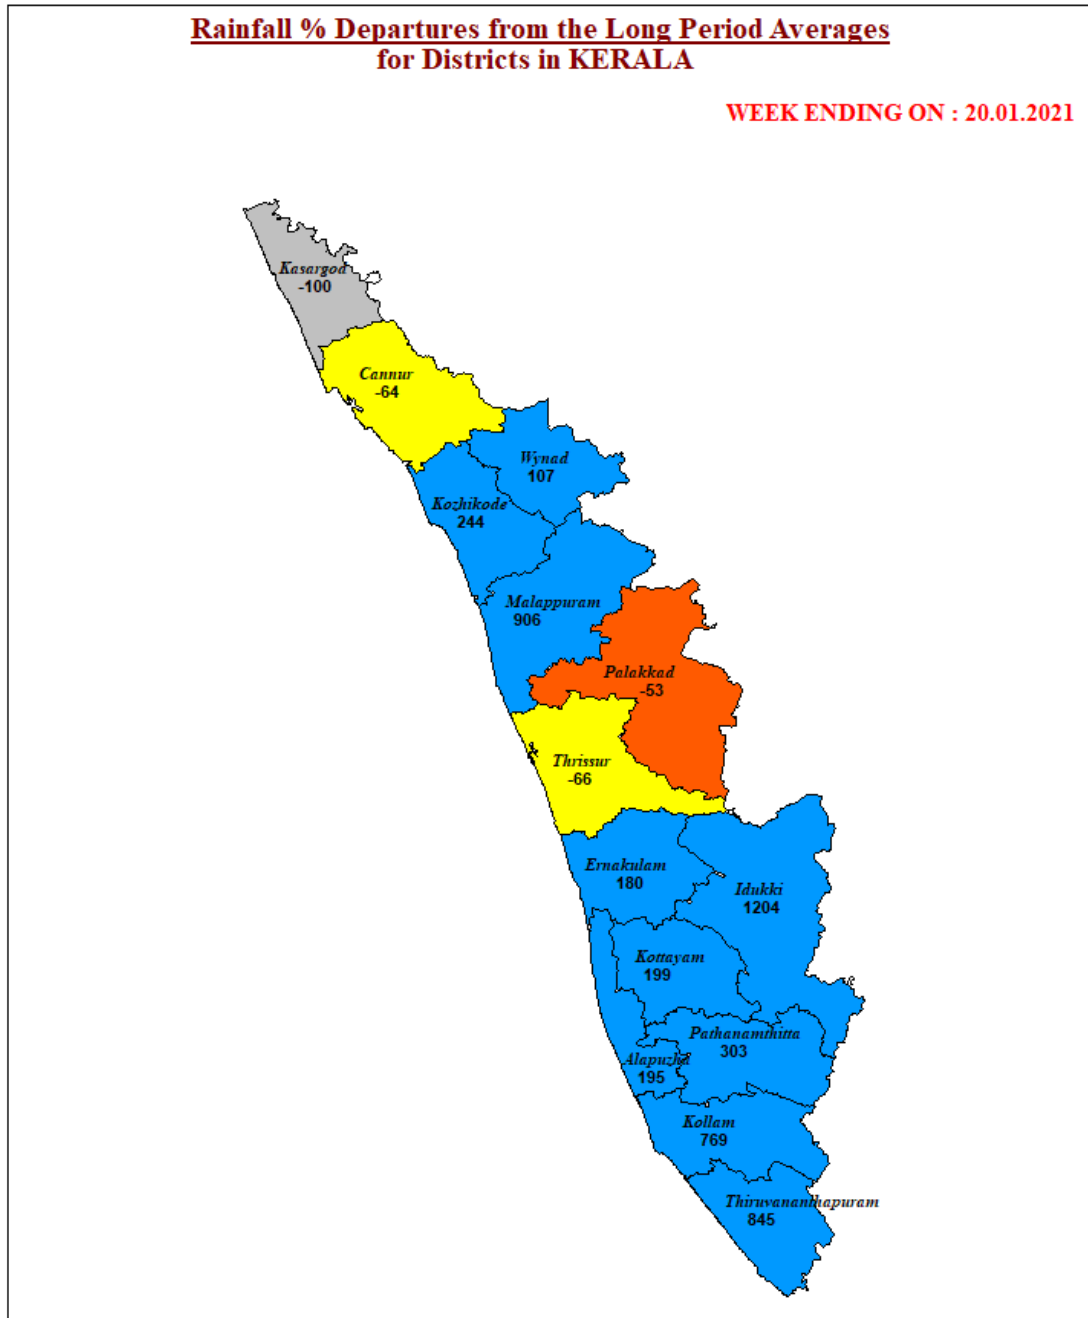 Rainfall % Departures from the Long Period Averages
for Districts in KERALA
WEEK ENDING ON : 20.01.2021
Kasargod
-100
Cannur
-64
Wynad
107
Kozhikode
244
Malappuram
906
Palakkad
-53
Thrissur
-66
Ernakulam
180
Idukki
1204
Kottayam
199
Pathanamthitta
303
Alapuzha
195
Kollam
769
Thiruvananthapuram
845